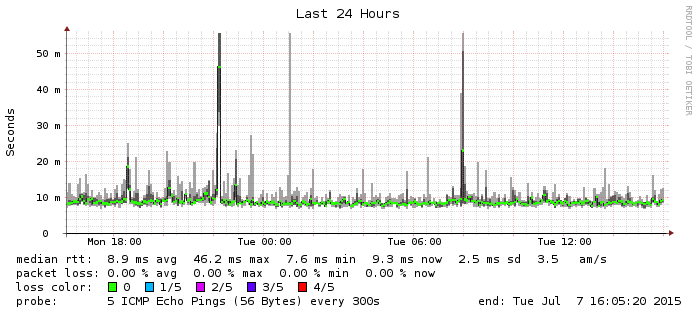 Last 24 Hours
RRDTOOL / TOBI OETIKER
Seconds
50 m
40 m
30 m
20 m
10 m
0
Mon 18:00 Tue 00:00 Tue 06:00 Tue 12:00
median rtt: 8.9 ms avg 46.2 ms max 7.6 ms min 9.3 ms now 2.5 ms sd 3.5 am/s
packet loss: 0.00 % avg 0.00 % max 0.00 % min 0.00 % now
loss color: 0 1/5 2/5 3/5 4/5
probe: 5 ICMP Echo Pings (56 Bytes) every 300s end: Tue Jul 7 16:05:20 2015